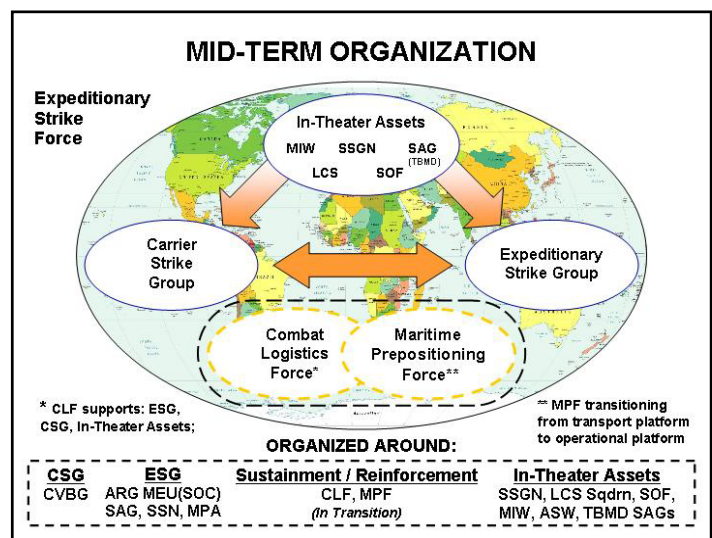 MID-TERM ORGANIZATION
Expeditionary
Strike
Force
In-Theater Assets
MIW SSGN SAG
(TBMD)
LCS SOF
Carrier
Strike
Group
Expeditionary
Strike Group
Combat
Logistics
Force*
Maritime
Prepositioning
Force**
* CLF supports: ESG,
CSG, In-Theater Assets;
** MPF transitioning
from transport platform
to operational platform
ORGANIZED AROUND:
CSG
CVBG
ESG
ARG MEU(SOC)
SAG, SSN, MPA
Sustainment / Reinforcement
CLF, MPF
(In Transition)
In-Theater Assets
SSGN, LCS Sqdrn, SOF,
MIW, ASW, TBMD SAGs